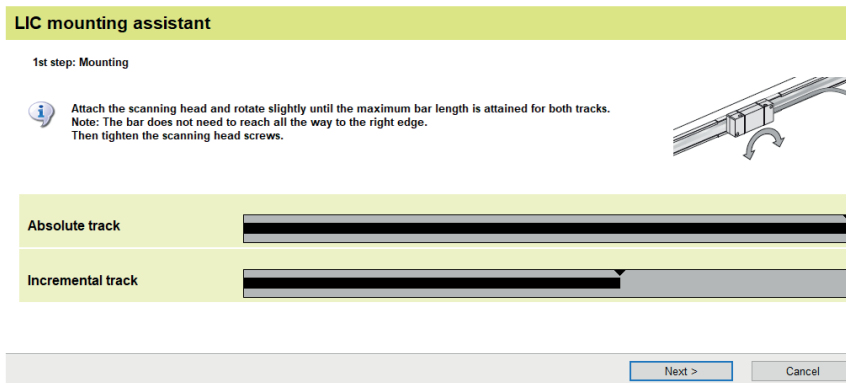 LIC mounting assistant
1st step: Mounting
Attach the scanning head and rotate slightly until the maximum bar length is attained for both tracks.
Note: The bar does not need to reach all the way to the right edge.
Then tighten the scanning head screws.
Absolute track
Incremental track
Next >
Cancel